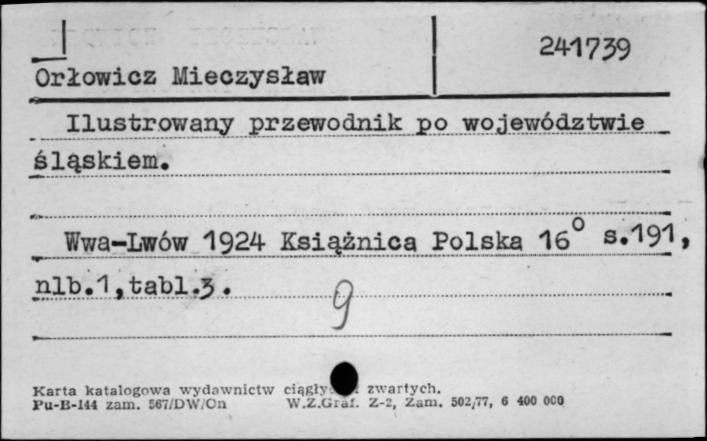 241739
Orłowicz Mieczysław
Ilustrowany przewodnik po województwie
śląskiem.
Wwa-Lwów 1924 Książnica Polska 16° s.191,
nlb.1,tabl.3.
9
Karta katalogowa wydawnictw zwartych.
Pu-B-144 zam. 567/DW/On W.Z.Graf. Z-2, Zam. 502/77, 6 400 000